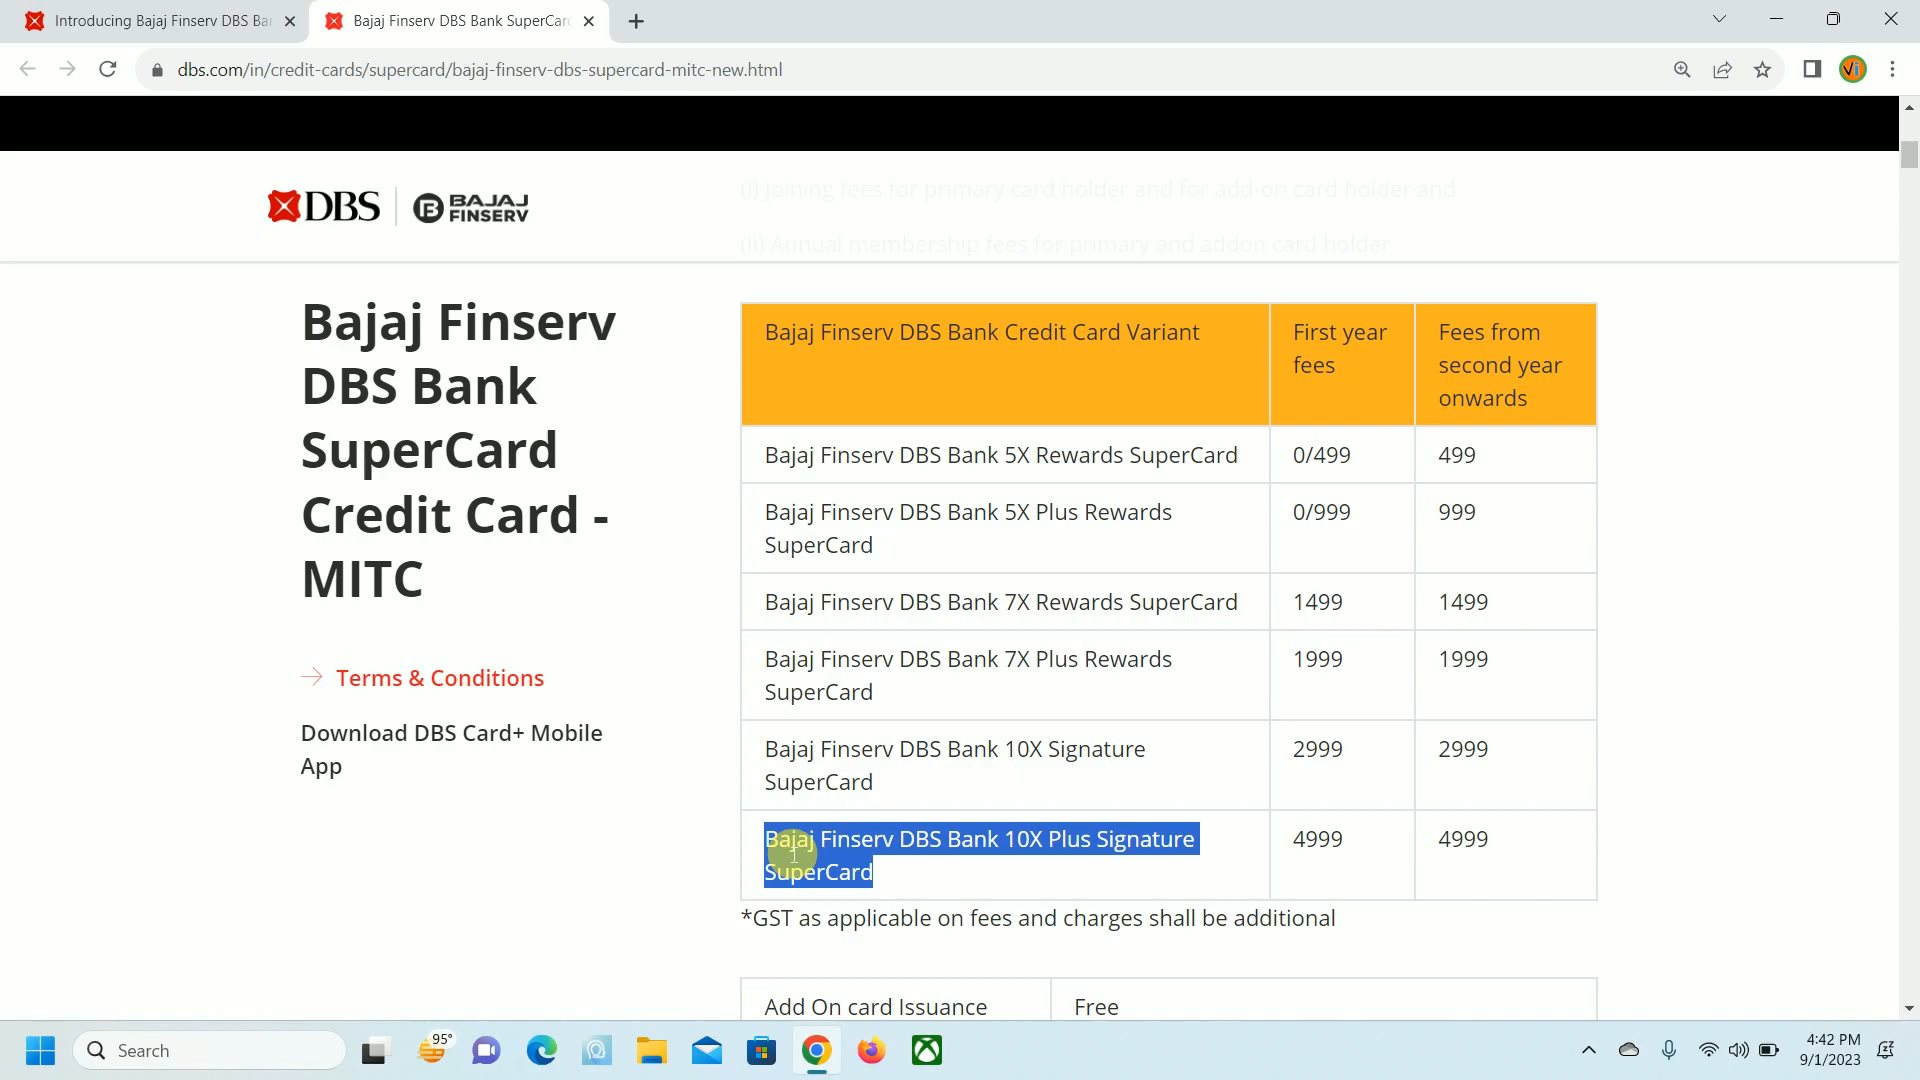 Introducing Bajaj Finserv DBS Ba
Bajaj Finserv DBS Bank SuperCar
dbs.com/in/credit-cards/supercard/bajaj-finserv-dbs-supercard-mitc-new.html
Vi
DBS
BAJAJ
FINSERV
(i) Joining fees for primary card holder and for add-on card holder and
(ii) Annual membership fees for primary and addon card holder
Bajaj Finserv
DBS Bank
SuperCard
Credit Card -
MITC
Terms & Conditions
Download DBS Card+ Mobile
App
Bajaj Finserv DBS Bank Credit Card Variant
First year
fees
Fees from
second year
onwards
Bajaj Finserv DBS Bank 5X Rewards SuperCard
0/499
499
Bajaj Finserv DBS Bank 5X Plus Rewards
SuperCard
0/999
999
Bajaj Finserv DBS Bank 7X Rewards SuperCard
1499
1499
Bajaj Finserv DBS Bank 7X Plus Rewards
SuperCard
1999
1999
Bajaj Finserv DBS Bank 10X Signature
SuperCard
2999
2999
Bajaj Finserv DBS Bank 10X Plus Signature
SuperCard
4999
4999
*GST as applicable on fees and charges shall be additional
Add On card Issuance
Free
Search
95°
4:42 PM
9/1/2023